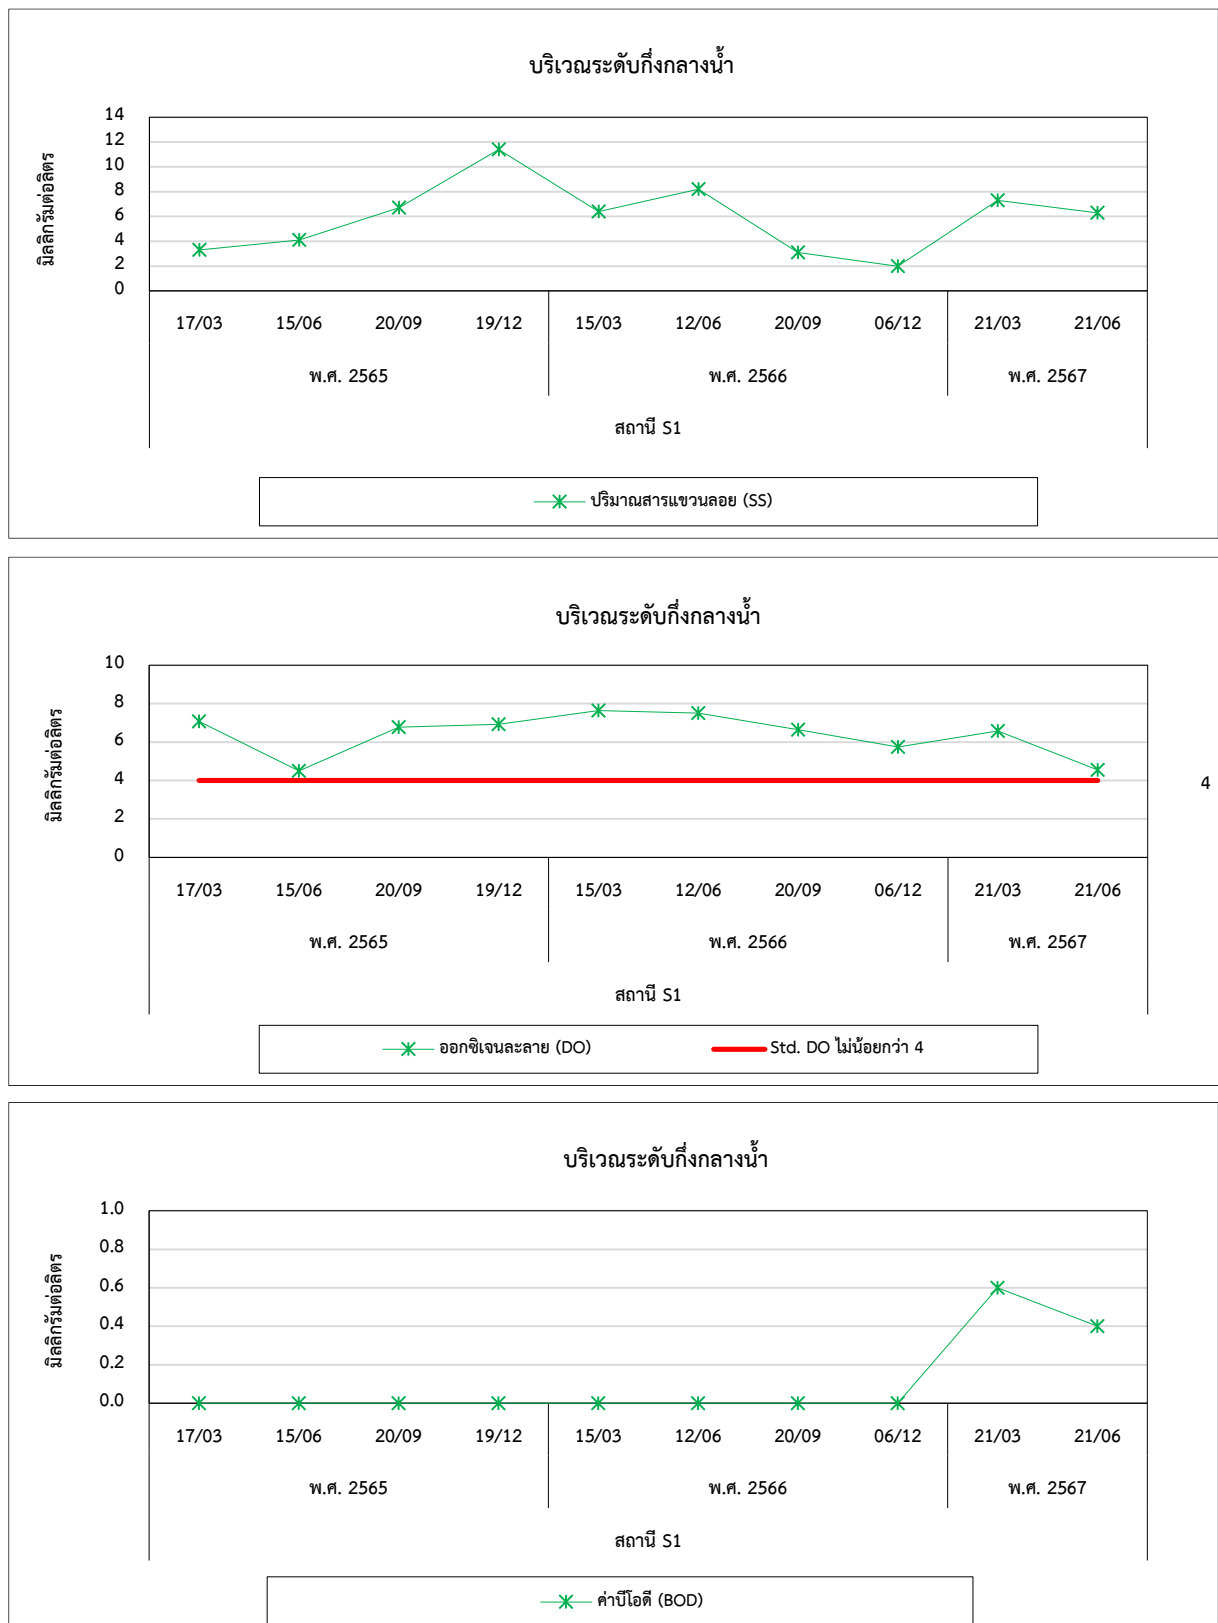 บริเวณระดับกึ่งกลางน้ำ
มิลลิกรัมต่อลิตร
14
12
10
8
6
4
2
0
17/03 15/06 20/09 19/12 15/03 12/06 20/09 06/12 21/03 21/06
พ.ศ. 2565 พ.ศ. 2566 พ.ศ. 2567
สถานี S1
ปริมาณสารแขวนลอย (SS)
บริเวณระดับกึ่งกลางน้ำ
มิลลิกรัมต่อลิตร
10
8
6
4
2
0
4
17/03 15/06 20/09 19/12 15/03 12/06 20/09 06/12 21/03 21/06
พ.ศ. 2565 พ.ศ. 2566 พ.ศ. 2567
สถานี S1
ออกซิเจนละลาย (DO) Std. DO ไม่น้อยกว่า 4
บริเวณระดับกึ่งกลางน้ำ
มิลลิกรัมต่อลิตร
1.0
0.8
0.6
0.4
0.2
0.0
17/03 15/06 20/09 19/12 15/03 12/06 20/09 06/12 21/03 21/06
พ.ศ. 2565 พ.ศ. 2566 พ.ศ. 2567
สถานี S1
ค่าบีโอดี (BOD)